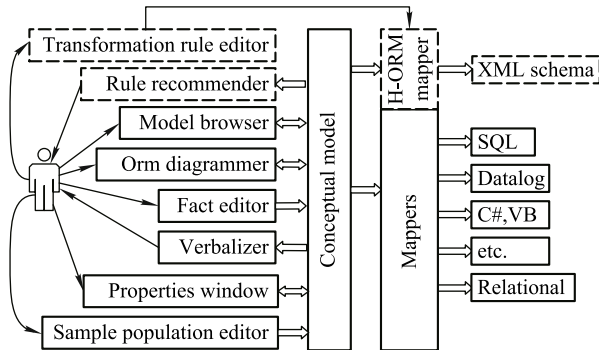 Transformation rule editor
Rule recommender
Model browser
Orm diagrammer
Fact editor
Verbalizer
Properties window
Sample population editor
Conceptual model
H-ORM
mapper
Mappers
XML schema
SQL
Datalog
C#,VB
etc.
Relational